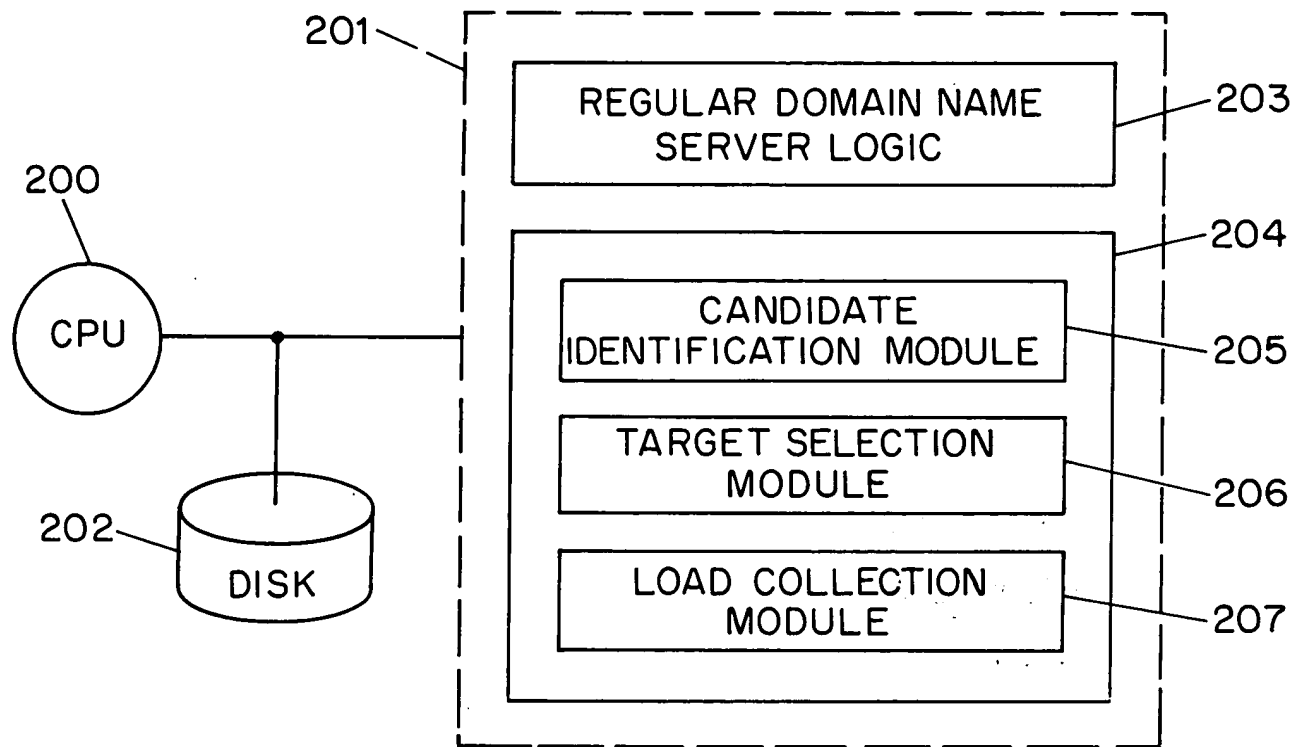 201
REGULAR DOMAIN NAME
SERVER LOGIC
203
200
CPU
204
CANDIDATE
IDENTIFICATION MODULE
205
TARGET SELECTION
MODULE
206
202
DISK
LOAD COLLECTION
MODULE
207